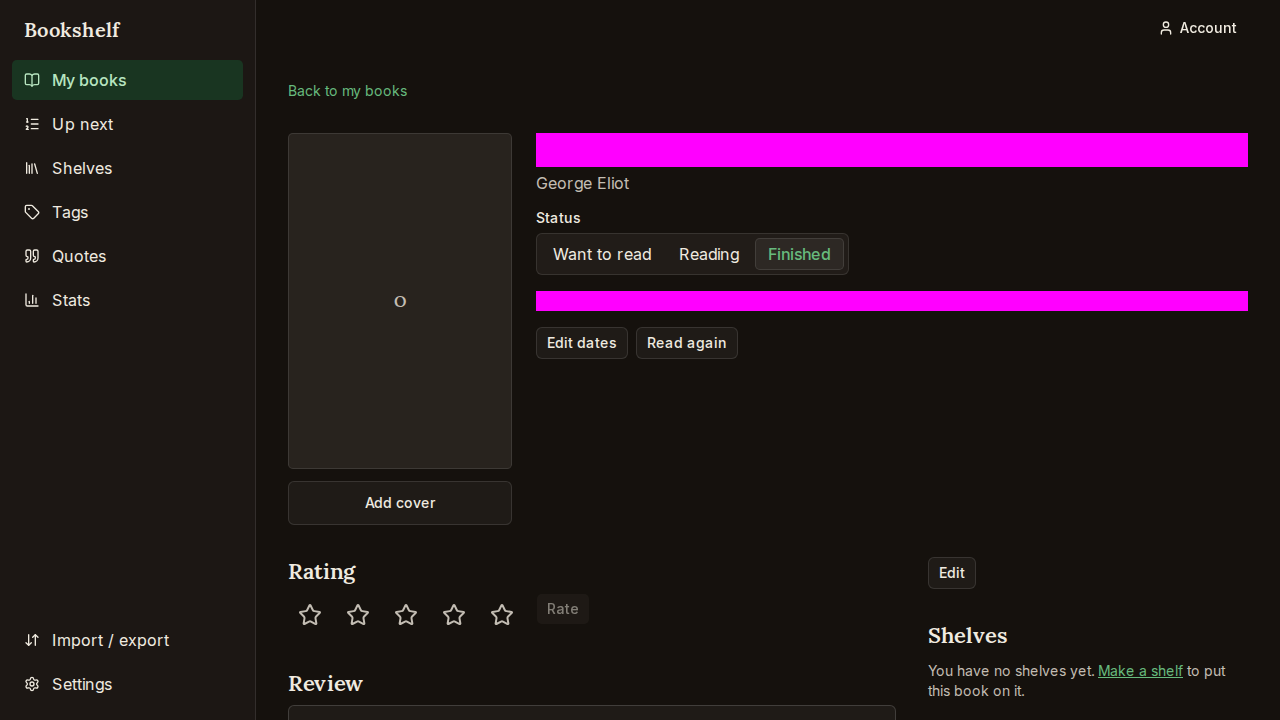 Bookshelf
My books
Up next
Shelves
Tags
Quotes
Stats
Import / export
Settings
Account
Back to my books
O
Add cover
George Eliot
Status
Want to read
Reading
Finished
Edit dates
Read again
Rating
Rate
Review
Edit
Shelves
You have no shelves yet. Make a shelf to put
this book on it.